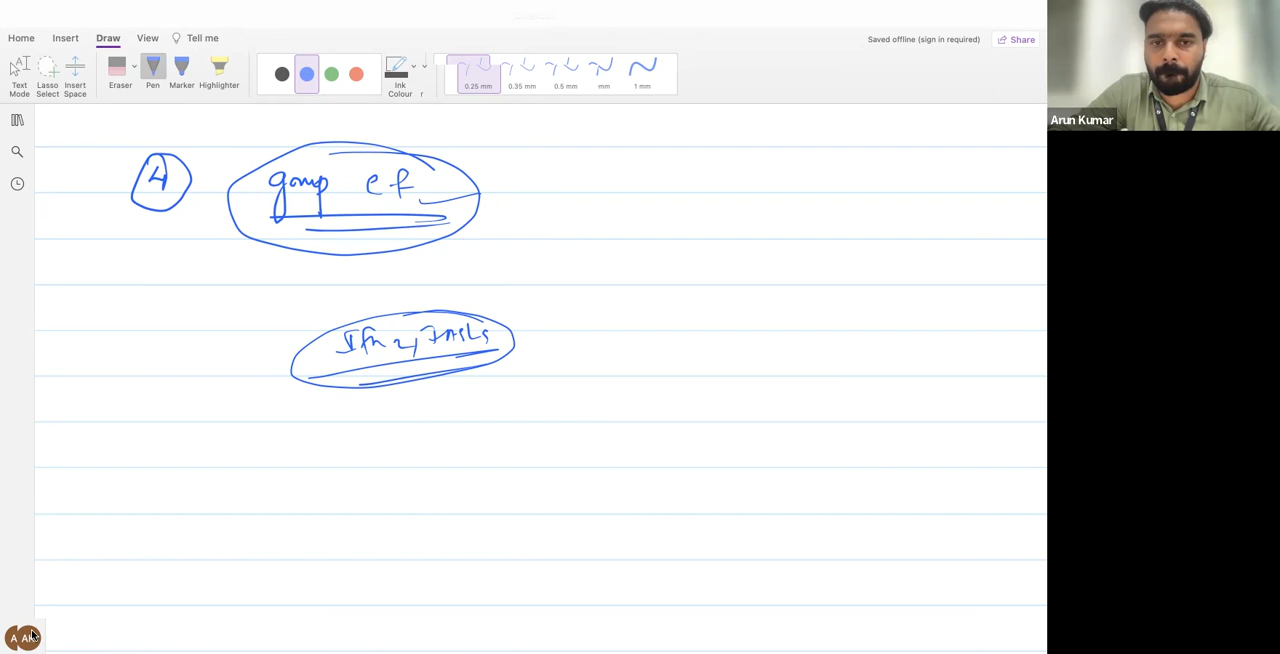 Home Insert Draw View Tell me
Saved offline (sign in required) Share
Text Mode Lasso Select Insert Space Eraser Pen Marker Highlighter Ink Colour r 0.25 mm 0.35 mm 0.5 mm mm 1 mm
Arun Kumar
4 group cf
A AK